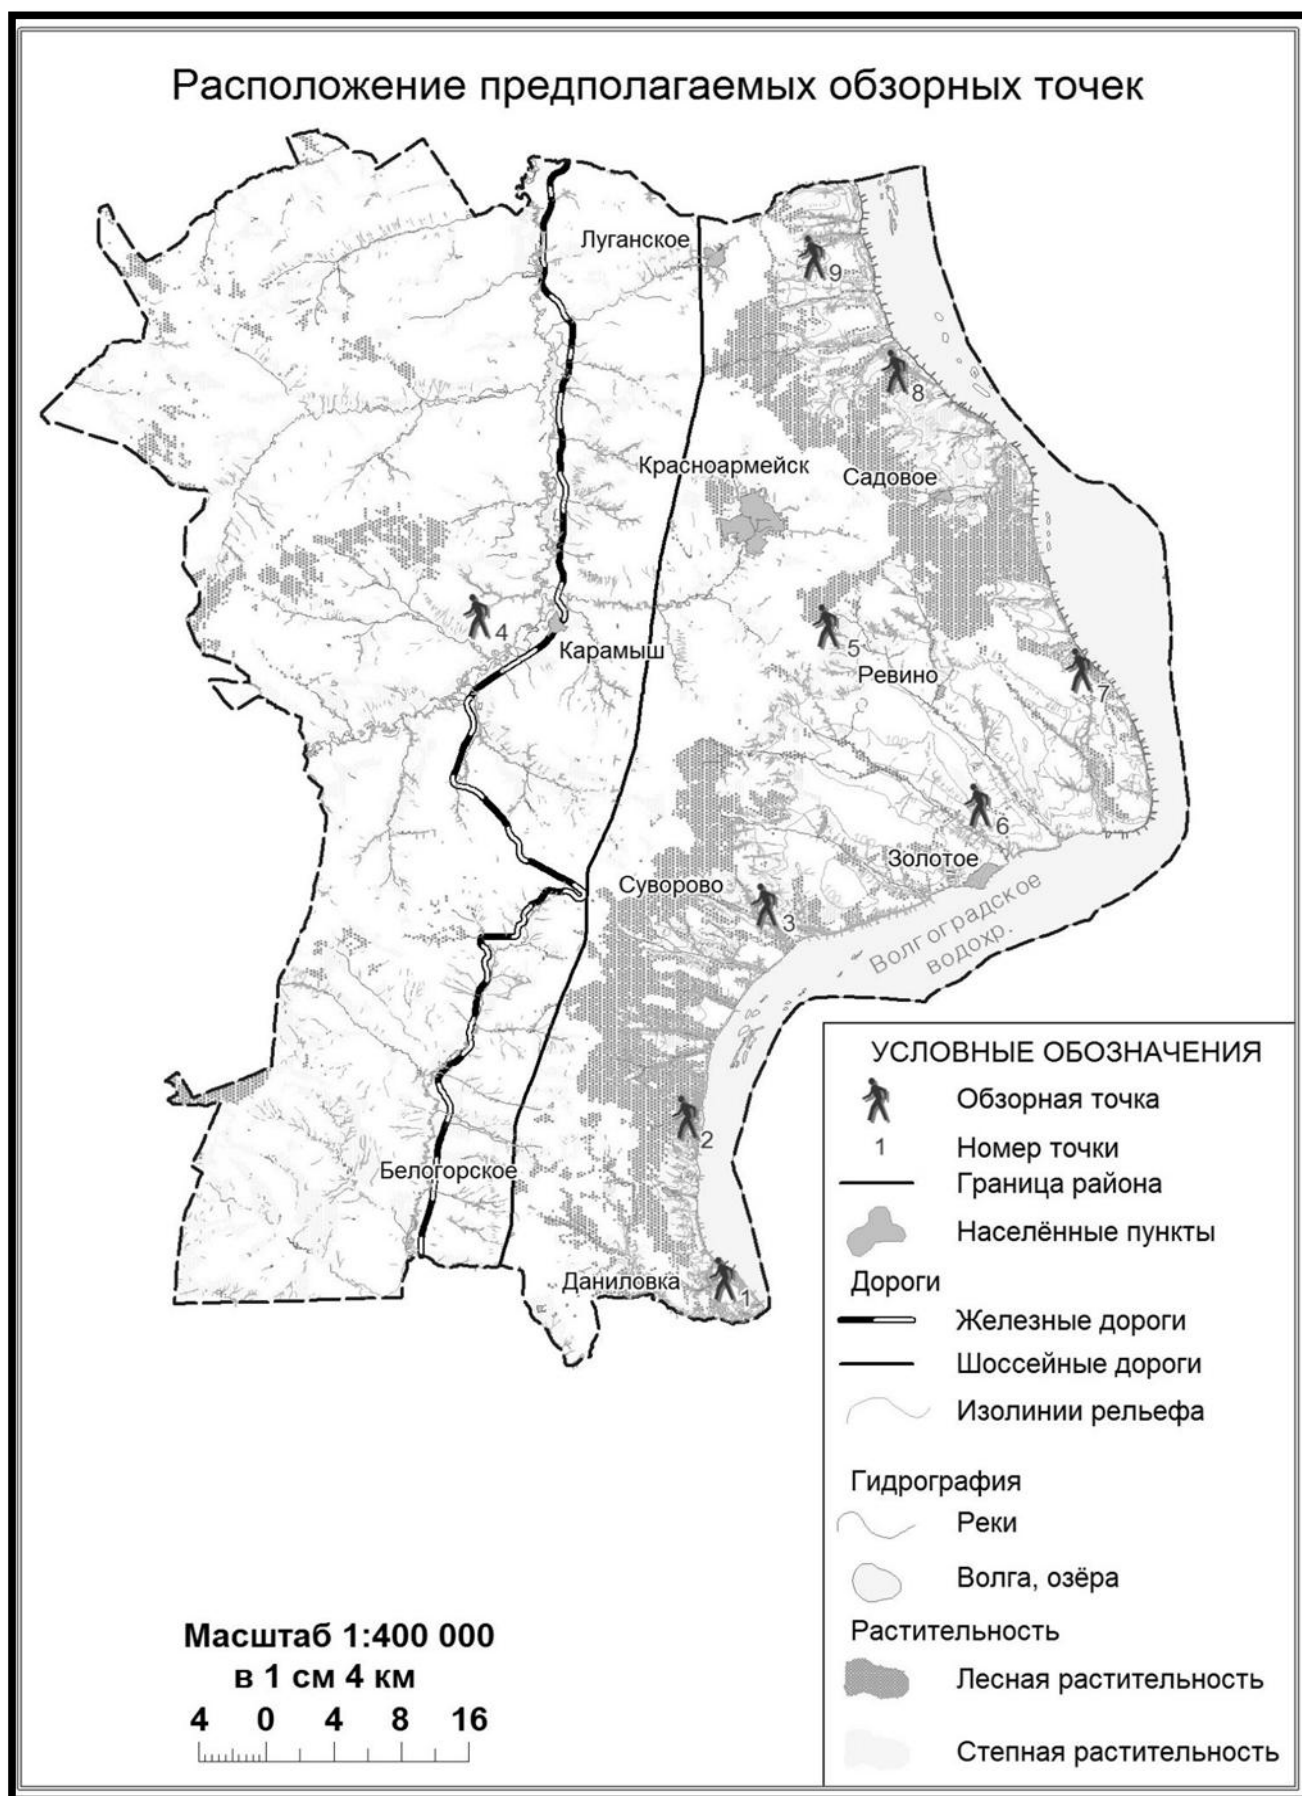 Расположение предполагаемых обзорных точек
Луганское
9
8
Красноармейск
Садовое
4
Карамыш
5
Ревино
7
6
Золотое
Суворово
3
Волгоградское
водохр.
2
Белогорское
Даниловка
1
УСЛОВНЫЕ ОБОЗНАЧЕНИЯ
Обзорная точка
1 Номер точки
Граница района
Населённые пункты
Дороги
Железные дороги
Шоссейные дороги
Изолинии рельефа
Гидрография
Реки
Волга, озёра
Растительность
Лесная растительность
Степная растительность
Масштаб 1:400 000
в 1 см 4 км
4 0 4 8 16